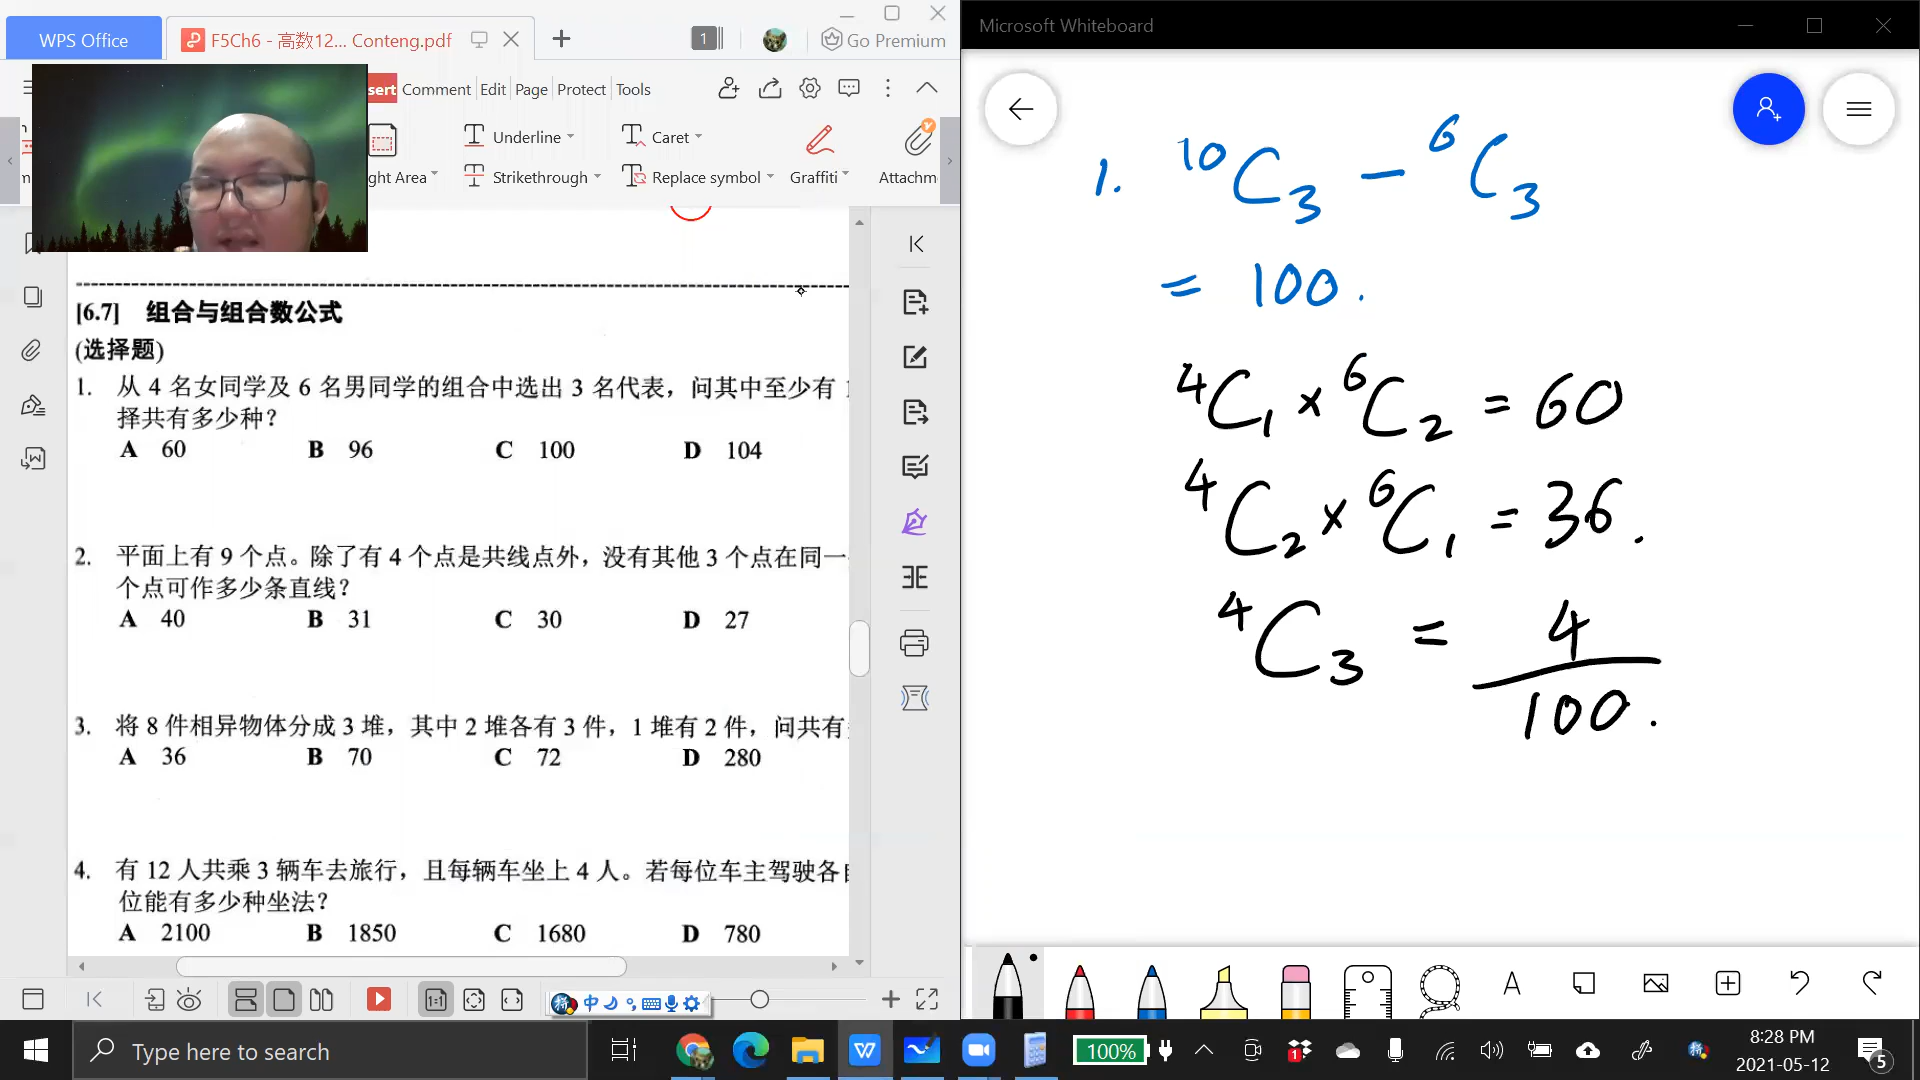 WPS Office
F5Ch6 - 高数12... Conteng.pdf
1
Go Premium
Microsoft Whiteboard
sert Comment Edit Page Protect Tools
Underline
Caret
ght Area
Strikethrough
Replace symbol
Graffiti
Attachm
[6.7] 组合与组合数公式
(选择题)
1. 从 4 名女同学及 6 名男同学的组合中选出 3 名代表，问其中至少有
择共有多少种？
A 60 B 96 C 100 D 104
2. 平面上有 9 个点。除了有 4 个点是共线点外，没有其他 3 个点在同一
个点可作多少条直线？
A 40 B 31 C 30 D 27
3. 将 8 件相异物体分成 3 堆，其中 2 堆各有 3 件，1 堆有 2 件，问共有
A 36 B 70 C 72 D 280
4. 有 12 人共乘 3 辆车去旅行，且每辆车坐上 4 人。若每位车主驾驶各
位能有多少种坐法？
A 2100 B 1850 C 1680 D 780
1. ¹⁰C₃ − ⁶C₃
= 100.
⁴C₁ × ⁶C₂ = 60
⁴C₂ × ⁶C₁ = 36.
⁴C₃ = 4
100.
中
Type here to search
100%
1
8:28 PM
2021-05-12
5